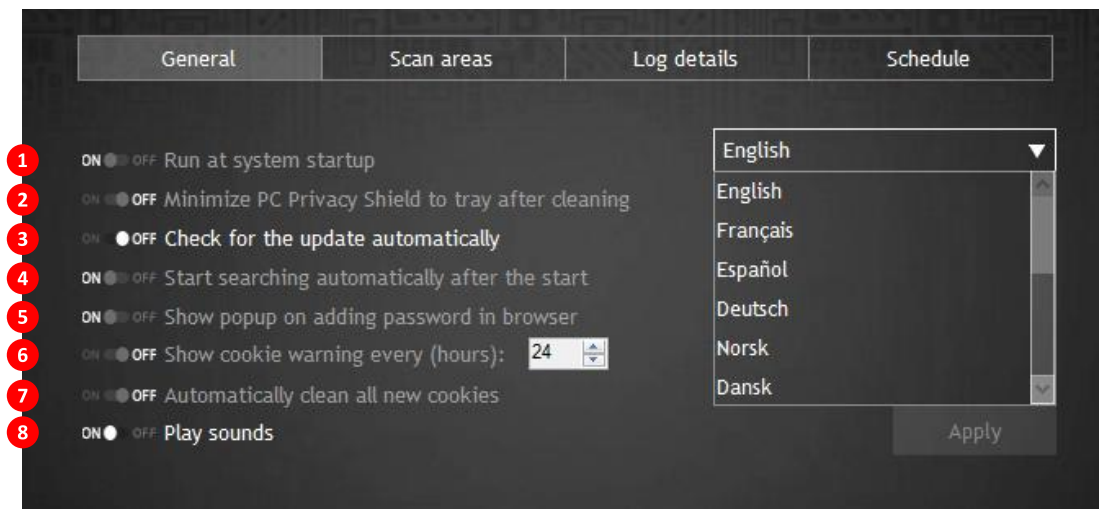 General Scan areas Log details Schedule
English
1 ON OFF Run at system startup
2 ON OFF Minimize PC Privacy Shield to tray after cleaning
3 ON OFF Check for the update automatically
4 ON OFF Start searching automatically after the start
5 ON OFF Show popup on adding password in browser
6 ON OFF Show cookie warning every (hours): 24
7 ON OFF Automatically clean all new cookies
8 ON OFF Play sounds
English
Français
Español
Deutsch
Norsk
Dansk
Apply